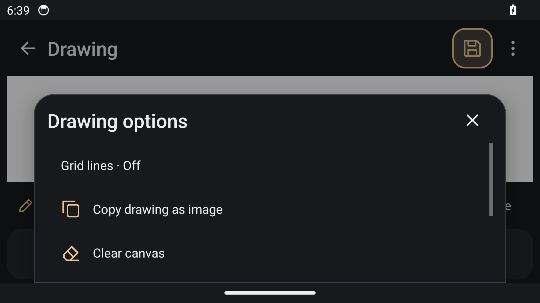 6:39
Drawing
Drawing options
Grid lines · Off
Copy drawing as image
Clear canvas